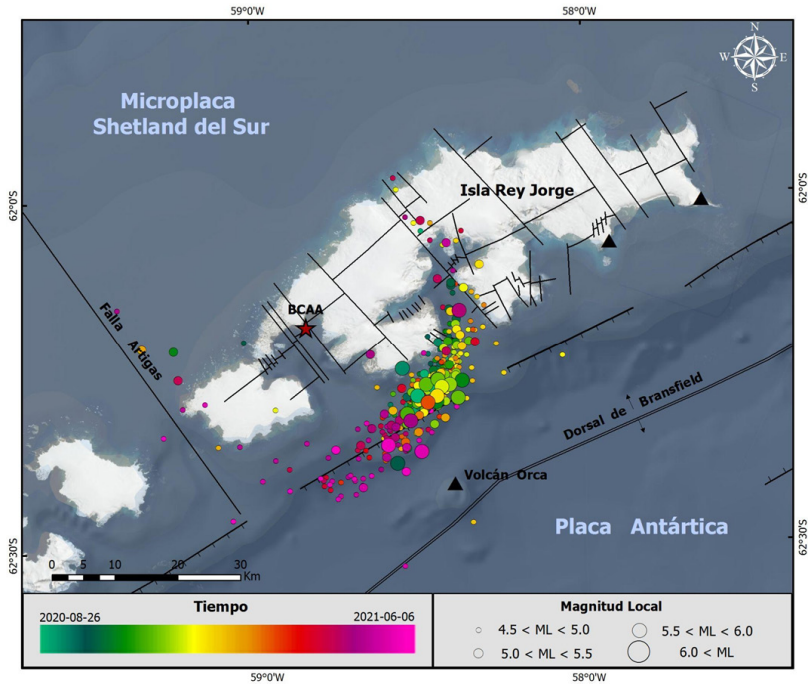 59°0'W
58°0'W
N
W
E
S
Microplaca
Shetland del Sur
Isla Rey Jorge
62°0'S
62°0'S
BCAA
Falla Artigas
Dorsal de Bransfield
Volcán Orca
Placa Antártica
62°30'S
62°30'S
0 5 10 20 30
Km
Tiempo
2020-08-26
2021-06-06
Magnitud Local
4.5 < ML < 5.0
5.5 < ML < 6.0
5.0 < ML < 5.5
6.0 < ML
59°0'W
58°0'W